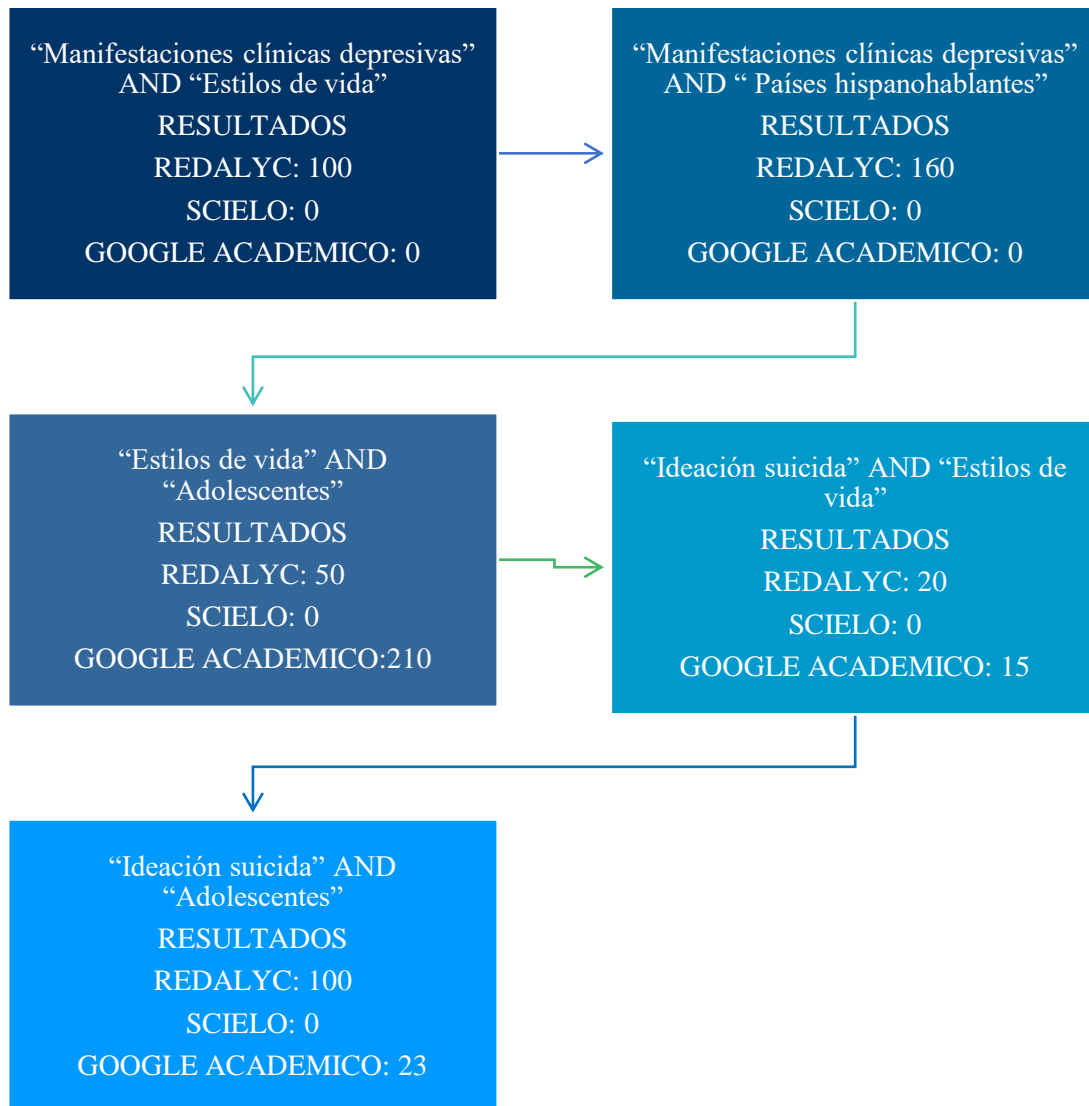 “Manifestaciones clínicas depresivas”
AND “Estilos de vida”
RESULTADOS
REDALYC: 100
SCIELO: 0
GOOGLE ACADEMICO: 0
“Manifestaciones clínicas depresivas”
AND “ Países hispanohablantes”
RESULTADOS
REDALYC: 160
SCIELO: 0
GOOGLE ACADEMICO: 0
“Estilos de vida” AND
“Adolescentes”
RESULTADOS
REDALYC: 50
SCIELO: 0
GOOGLE ACADEMICO:210
“Ideación suicida” AND “Estilos de
vida”
RESULTADOS
REDALYC: 20
SCIELO: 0
GOOGLE ACADEMICO: 15
“Ideación suicida” AND
“Adolescentes”
RESULTADOS
REDALYC: 100
SCIELO: 0
GOOGLE ACADEMICO: 23